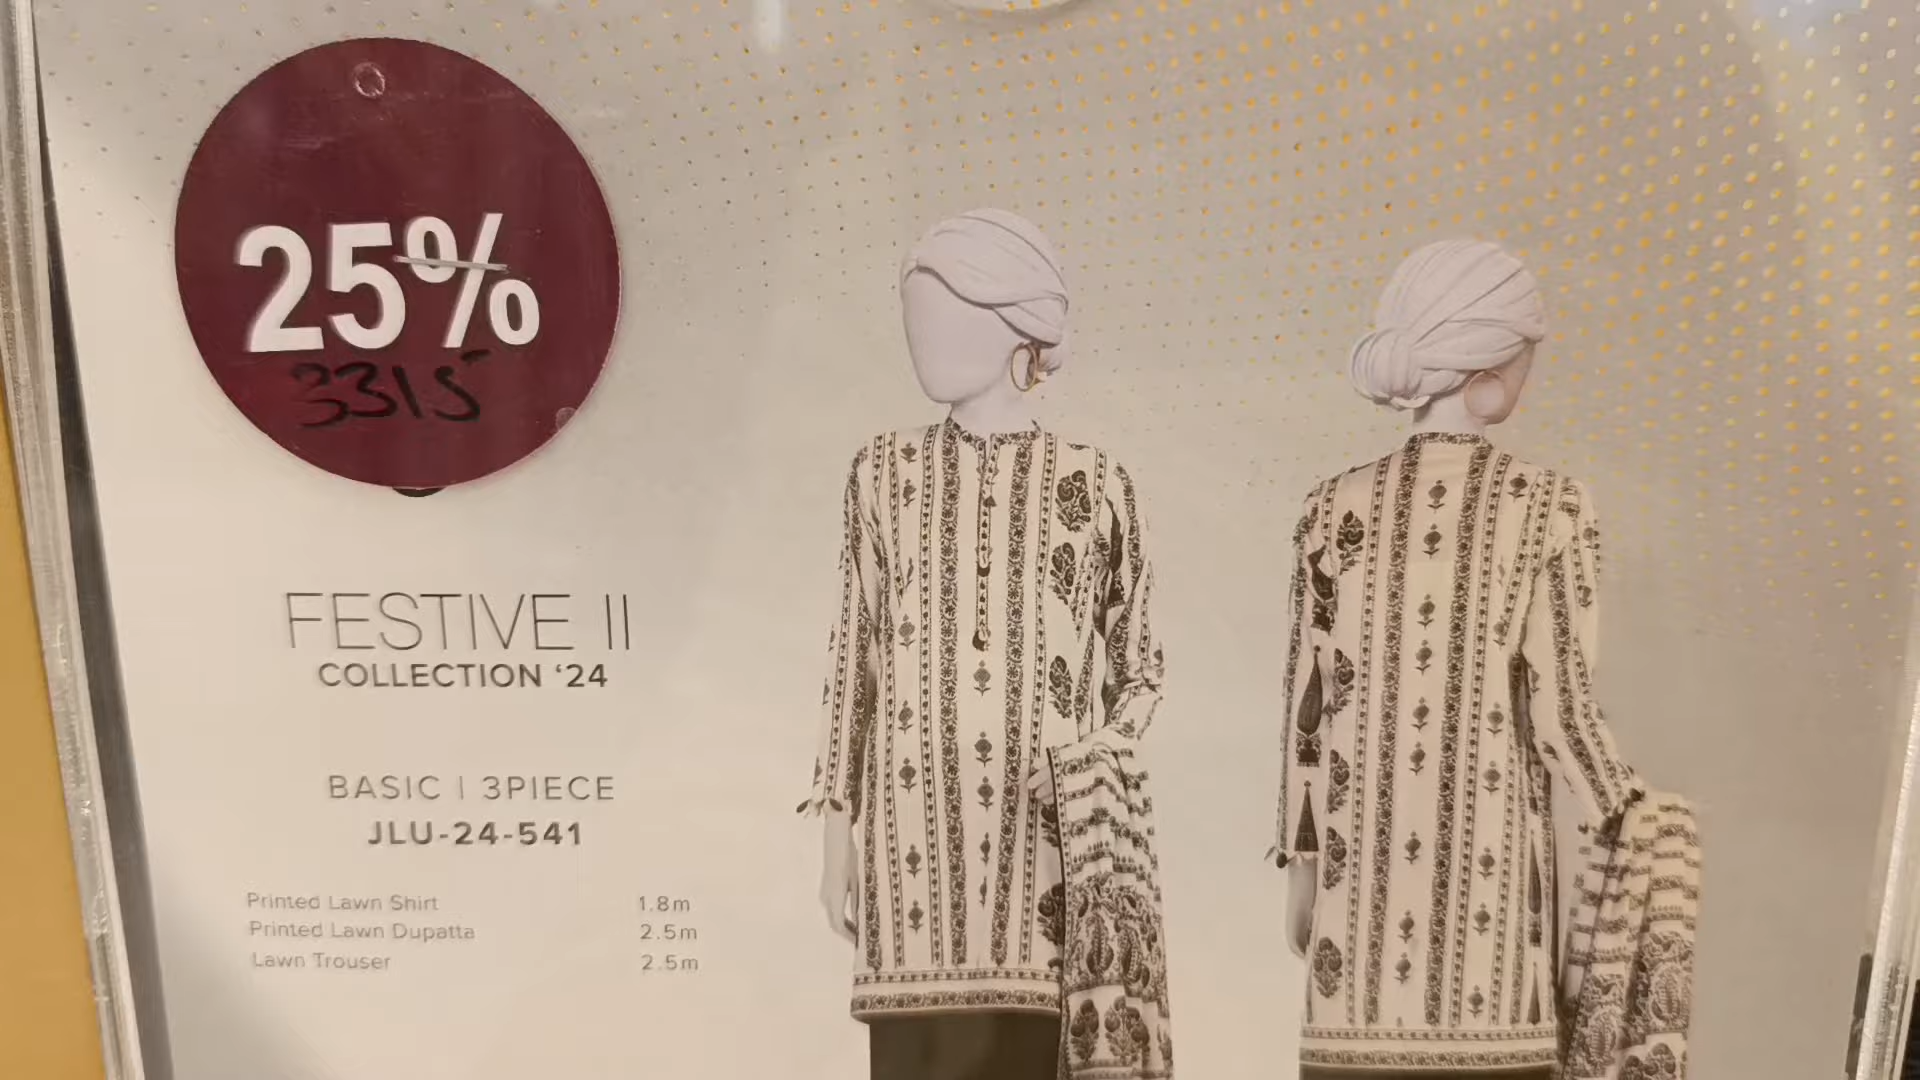 25%
3315
FESTIVE II
COLLECTION ‘24
BASIC | 3PIECE
JLU-24-541
Printed Lawn Shirt 1.8m
Printed Lawn Dupatta 2.5m
Lawn Trouser 2.5m